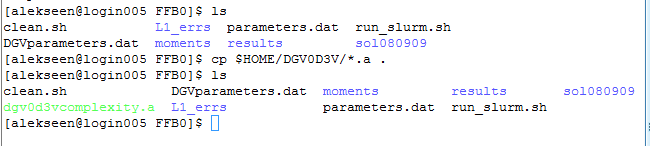 [alekseen@login005 FFB0]$ ls
clean.sh L1_errs parameters.dat run_slurm.sh
DGVparameters.dat moments results sol080909
[alekseen@login005 FFB0]$ cp $HOME/DGV0D3V/*.a .
[alekseen@login005 FFB0]$ ls
clean.sh DGVparameters.dat moments results sol080909
dgv0d3vcomplexity.a L1_errs parameters.dat run_slurm.sh
[alekseen@login005 FFB0]$